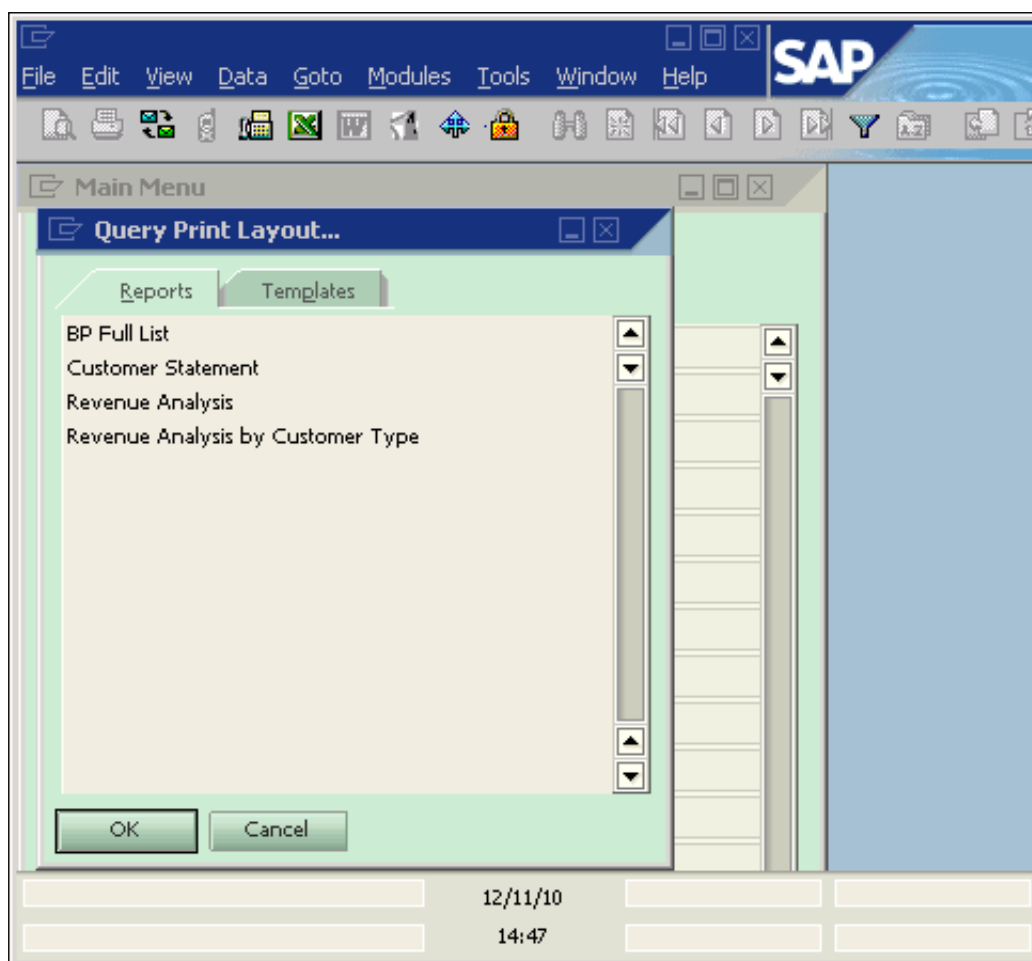 SAP
File Edit View Data Goto Modules Tools Window Help
Main Menu
Query Print Layout...
Reports Templates
BP Full List
Customer Statement
Revenue Analysis
Revenue Analysis by Customer Type
OK Cancel
12/11/10
14:47